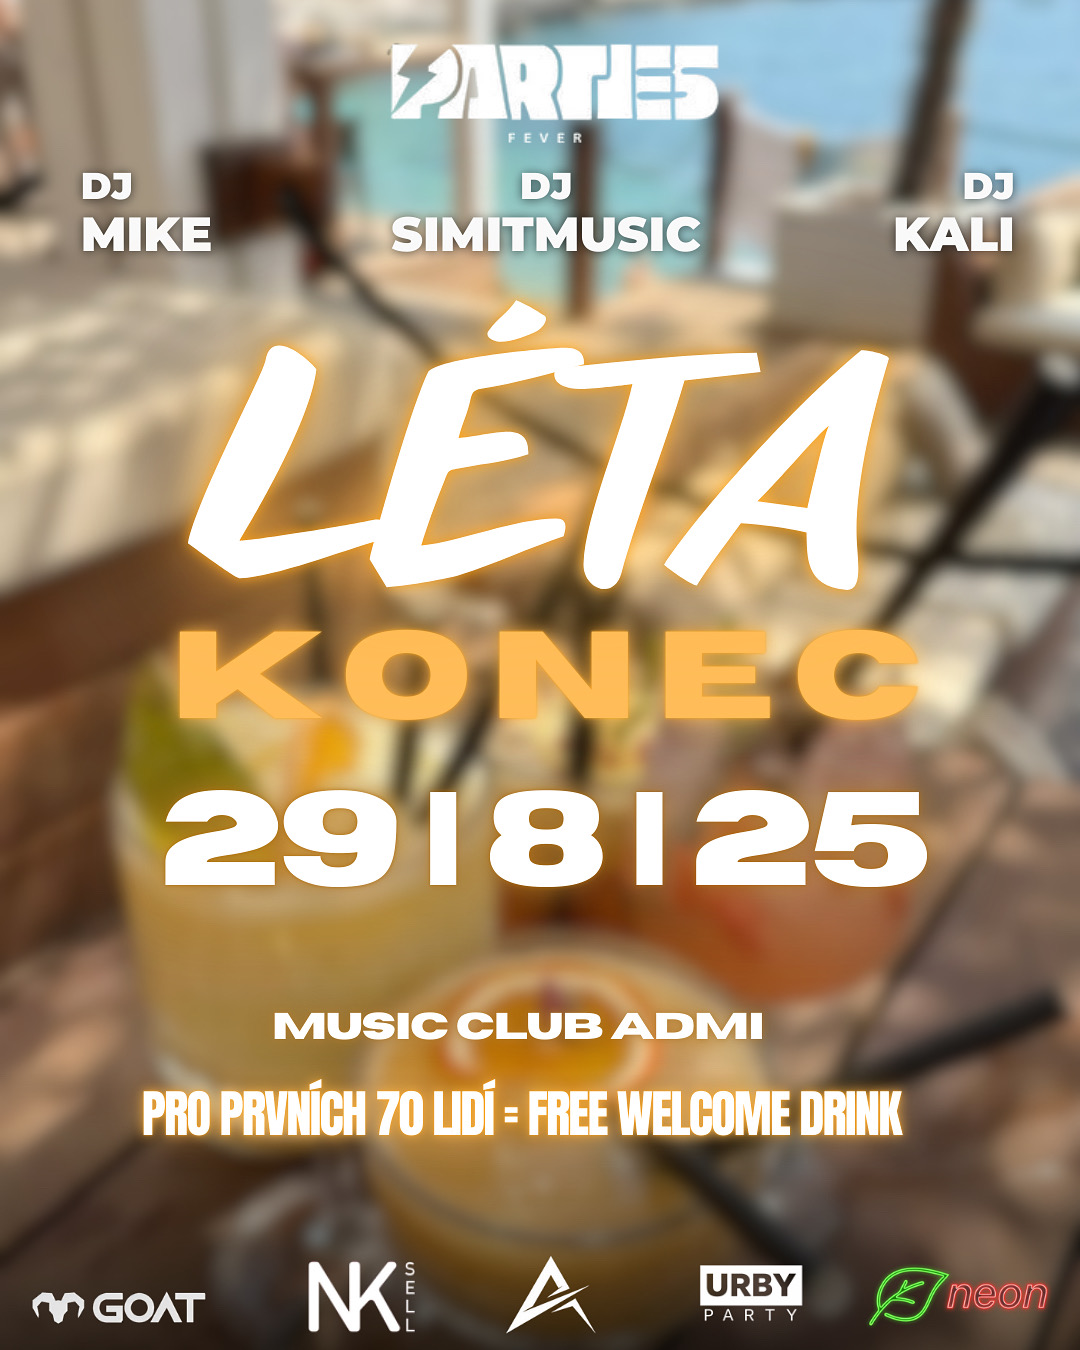 PARTIES
FEVER
DJ MIKE
DJ SIMITMUSIC
DJ KALI
LÉTA
KONEC
29|8|25
MUSIC CLUB ADMI
PRO PRVNÍCH 70 LIDÍ = FREE WELCOME DRINK
GOAT
NK SELL
URBY PARTY
neon